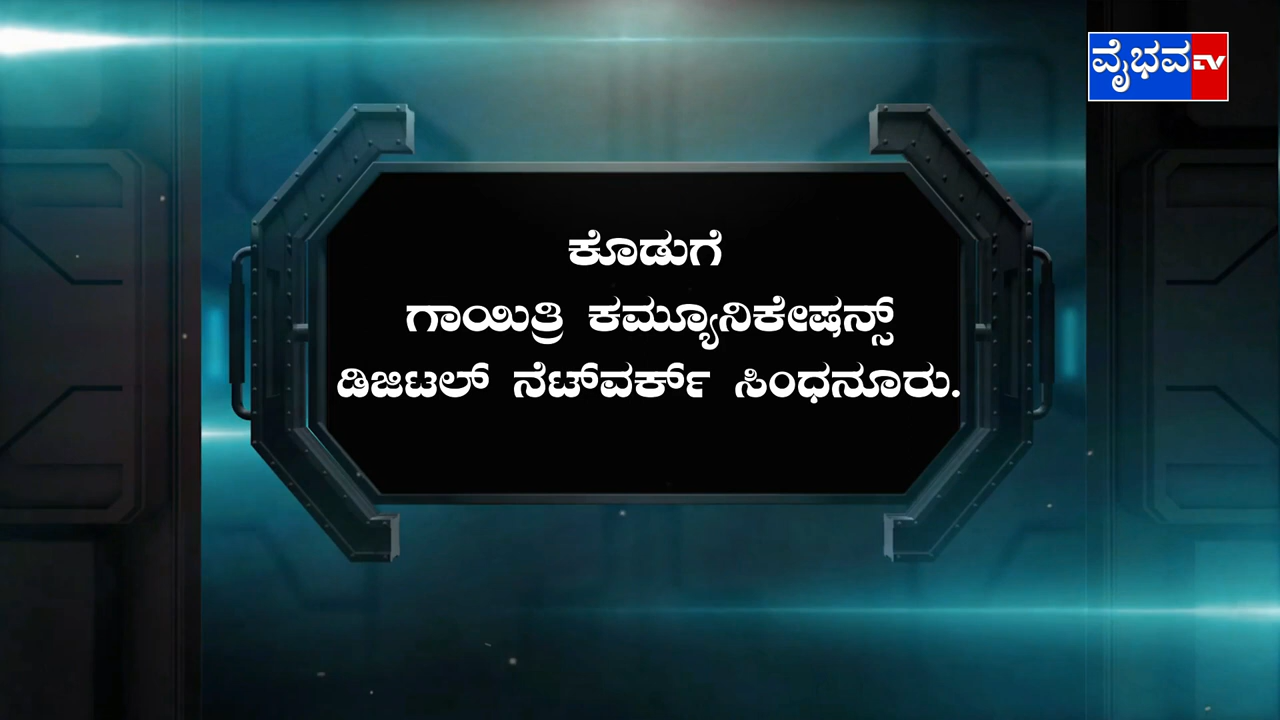 ವೈಭವ tv
ಕೊಡುಗೆ
ಗಾಯಿತ್ರಿ ಕಮ್ಯೂನಿಕೇಷನ್ಸ್
ಡಿಜಿಟಲ್ ನೆಟ್‌ವರ್ಕ್ ಸಿಂಧನೂರು.